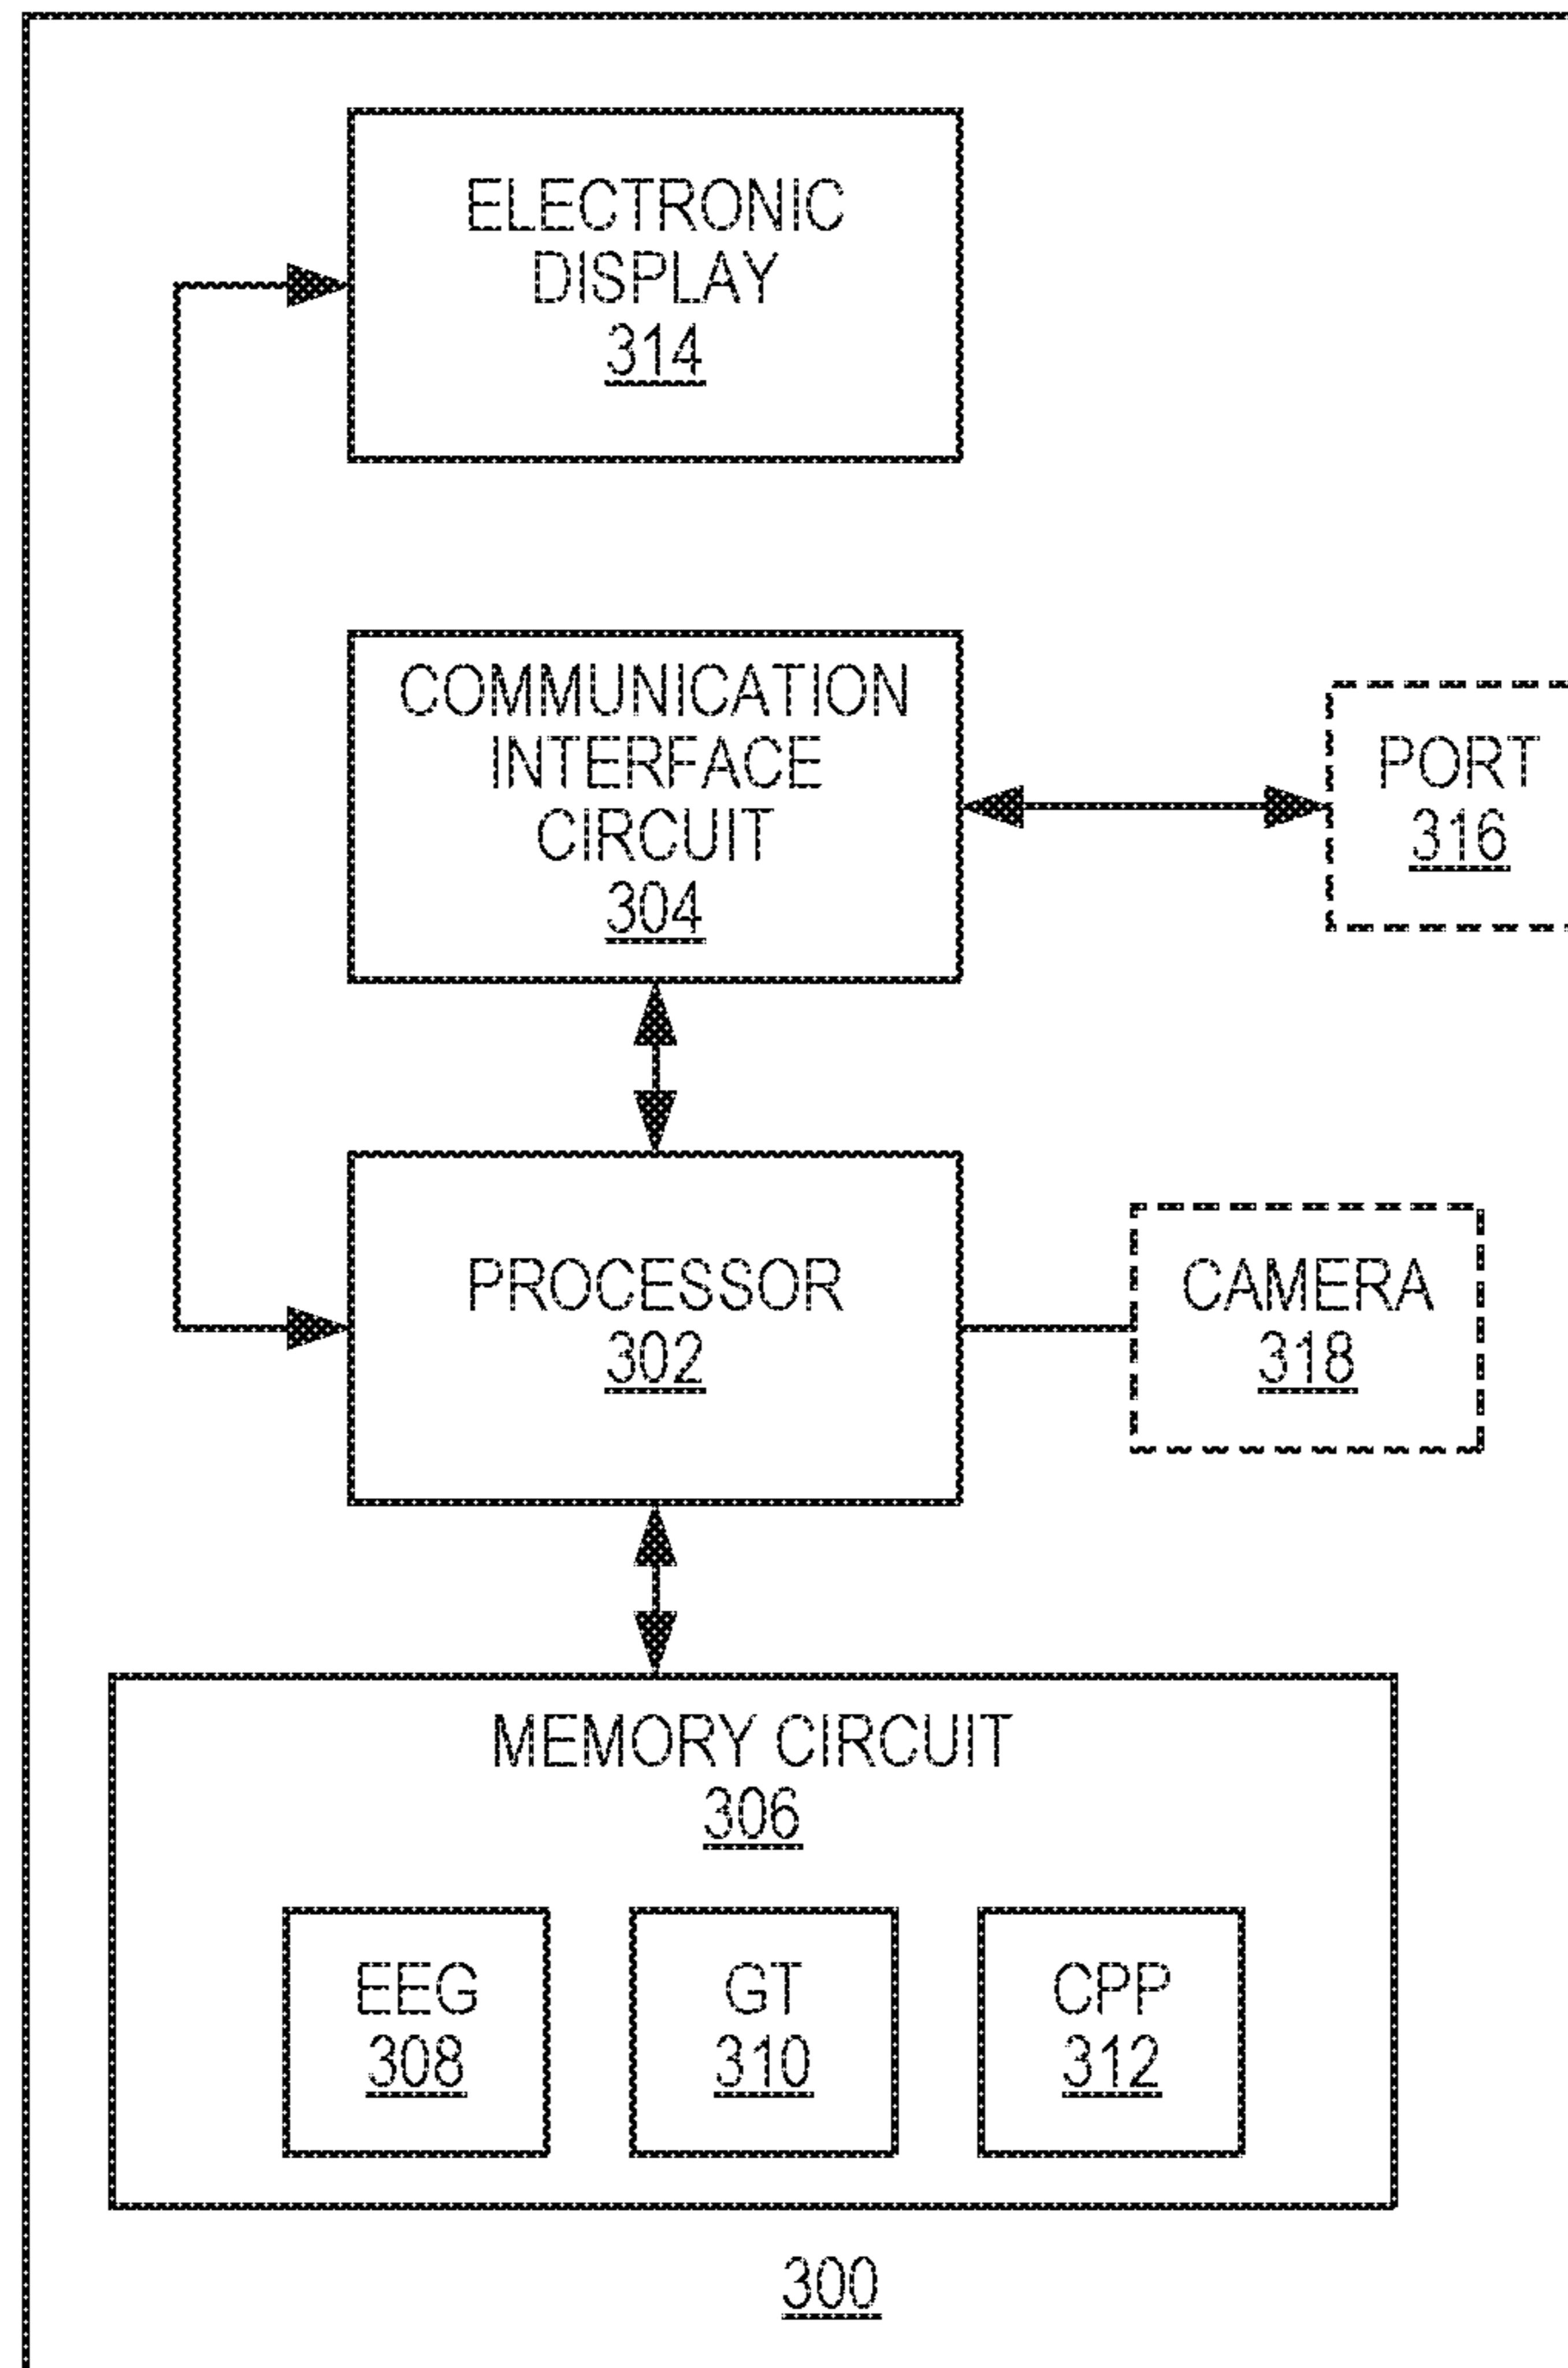 ELECTRONIC
DISPLAY
314
COMMUNICATION
INTERFACE
CIRCUIT
304
PORT
316
PROCESSOR
302
CAMERA
318
MEMORY CIRCUIT
306
EEG
308
GT
310
CPP
312
300